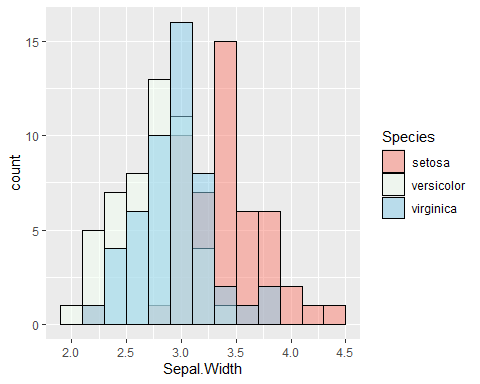 15
10
5
0
count
2.0 2.5 3.0 3.5 4.0 4.5
Sepal.Width
Species
setosa
versicolor
virginica